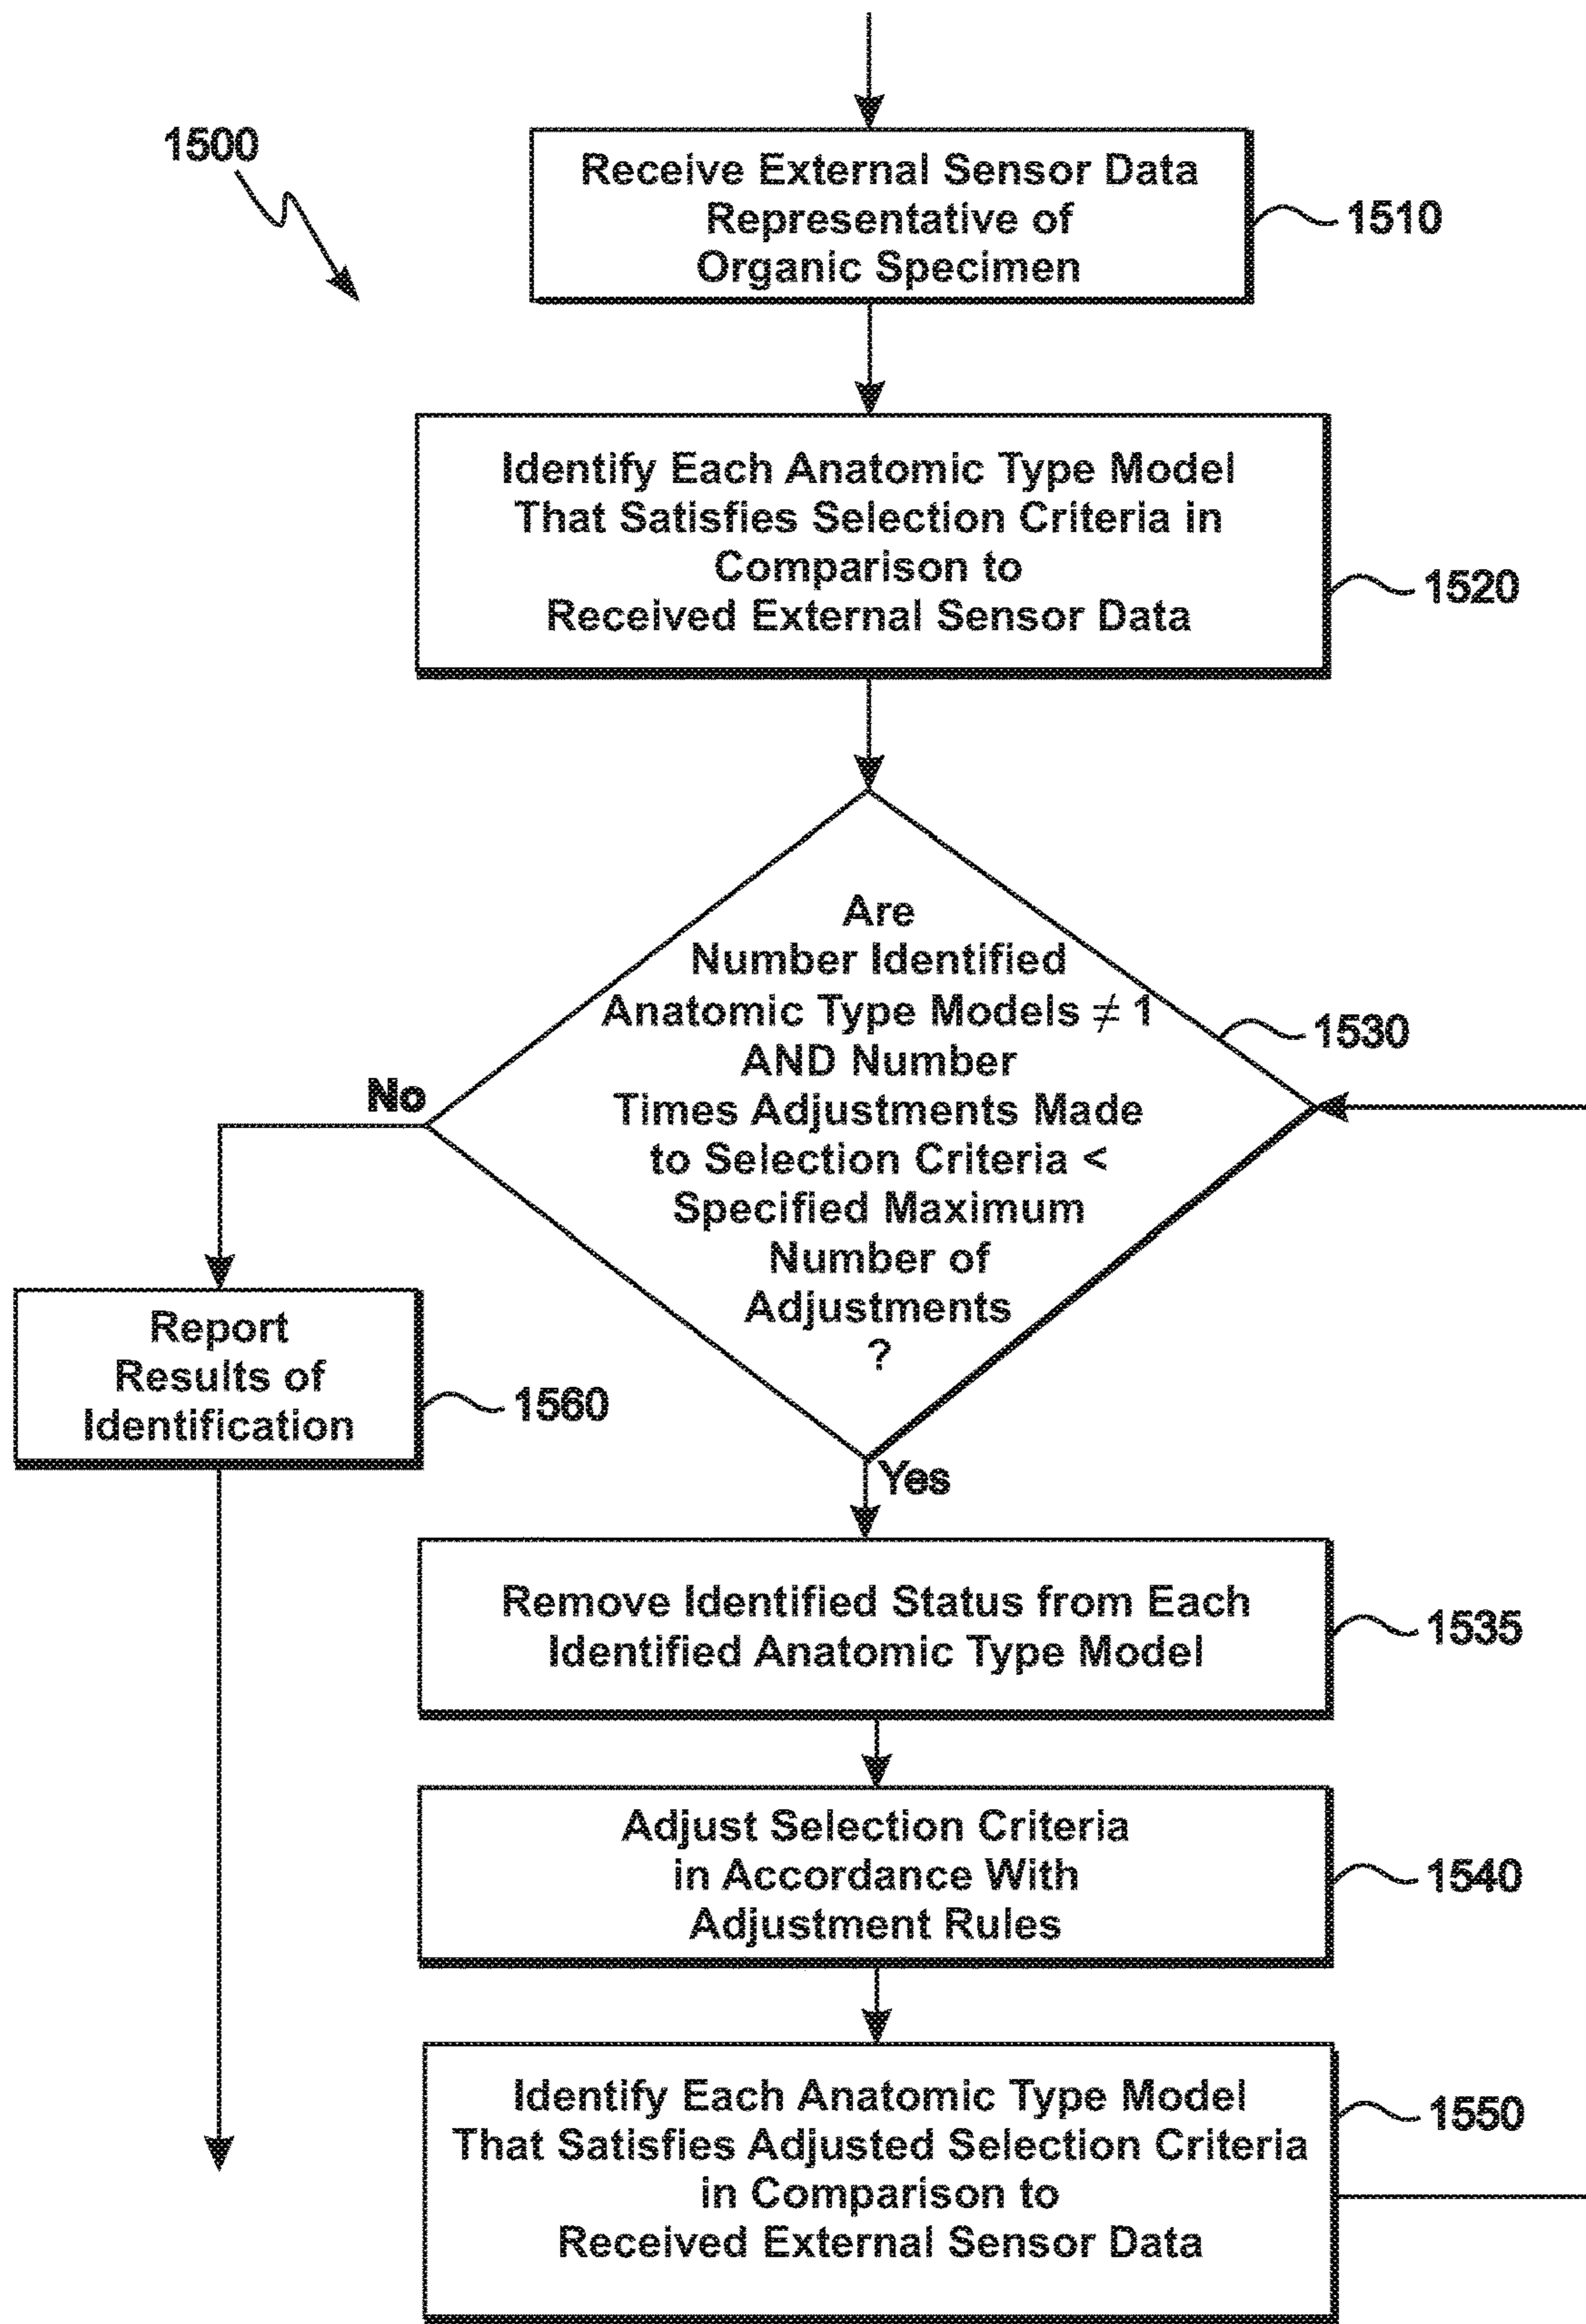 1500
Receive External Sensor Data
Representative of
Organic Specimen
1510
Identify Each Anatomic Type Model
That Satisfies Selection Criteria in
Comparison to
Received External Sensor Data
1520
Are
Number Identified
Anatomic Type Models ≠ 1
AND Number
Times Adjustments Made
to Selection Criteria <
Specified Maximum
Number of
Adjustments
?
1530
No
Report
Results of
Identification
1560
Yes
Remove Identified Status from Each
Identified Anatomic Type Model
1535
Adjust Selection Criteria
in Accordance With
Adjustment Rules
1540
Identify Each Anatomic Type Model
That Satisfies Adjusted Selection Criteria
in Comparison to
Received External Sensor Data
1550